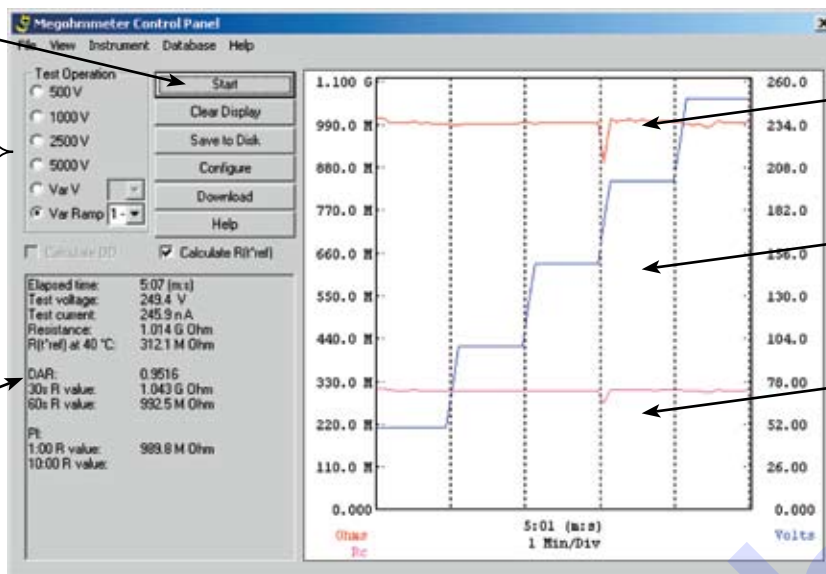 Megohmmeter Control Panel
File View Instrument Database Help
Test Operation
500 V
1000 V
2500 V
5000 V
Var V
Var Ramp 1 -
Start
Clear Display
Save to Disk
Configure
Download
Help
Calculate DD
Calculate R(t°ref)
Elapsed time: 5:07 (m:s)
Test voltage: 249.4 V
Test current: 245.9 n A
Resistance: 1.014 G Ohm
R(t°ref) at 40 °C: 312.1 M Ohm
DAR: 0.9516
30s R value: 1.043 G Ohm
60s R value: 992.5 M Ohm
PI:
1:00 R value: 989.8 M Ohm
10:00 R value:
1.100 G
990.0 M
880.0 M
770.0 M
660.0 M
550.0 M
440.0 M
330.0 M
220.0 M
110.0 M
0.000
260.0
234.0
208.0
182.0
156.0
130.0
104.0
78.00
52.00
26.00
0.000
Ohms
Rc
5:01 (m:s)
1 Min/Div
Volts